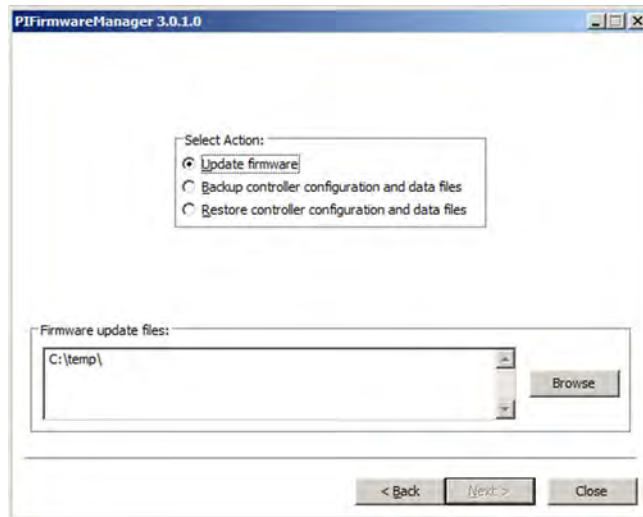 PIFirmwareManager 3.0.1.0
Select Action:
Update firmware
Backup controller configuration and data files
Restore controller configuration and data files
Firmware update files:
C:\temp\
Browse
< Back
Next >
Close